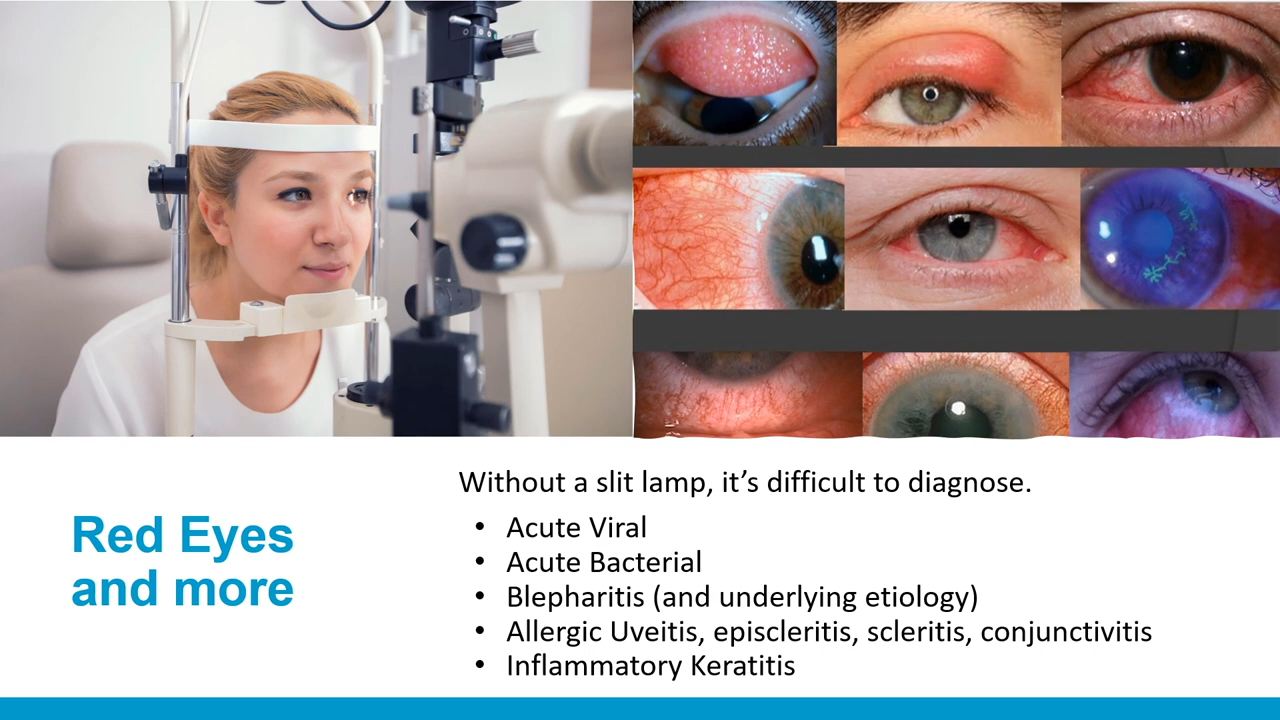 Without a slit lamp, it’s difficult to diagnose.
Red Eyes
and more
• Acute Viral
• Acute Bacterial
• Blepharitis (and underlying etiology)
• Allergic Uveitis, episcleritis, scleritis, conjunctivitis
• Inflammatory Keratitis